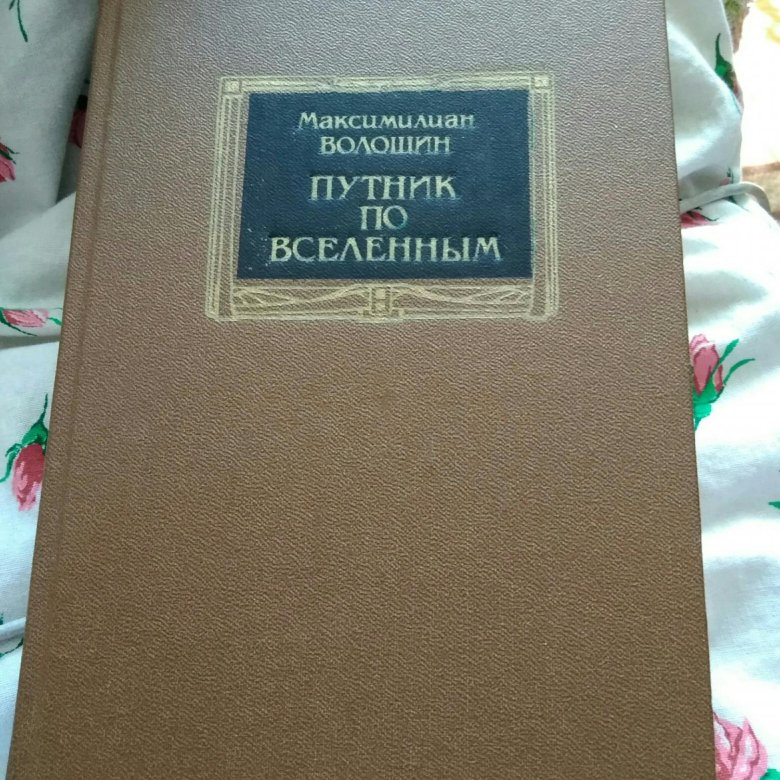 Максимилиан
ВОЛОШИН
ПУТНИК
ПО
ВСЕЛЕННЫМ